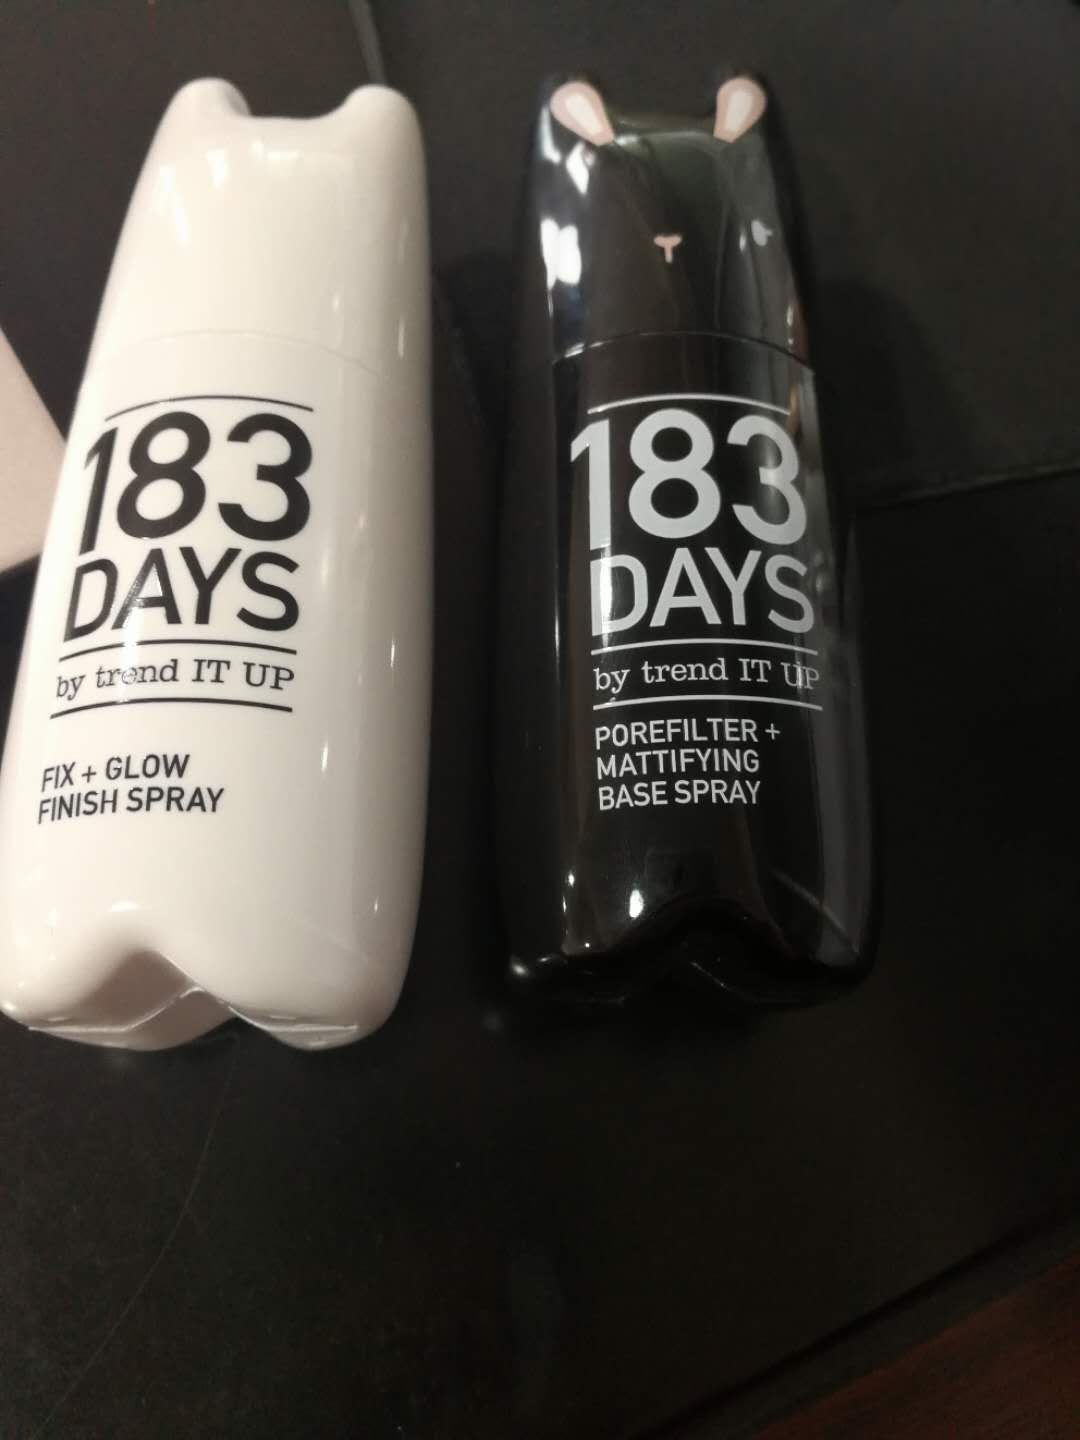 183
DAYS
by trend IT UP
FIX + GLOW
FINISH SPRAY
183
DAYS
by trend IT UP
POREFILTER +
MATTIFYING
BASE SPRAY